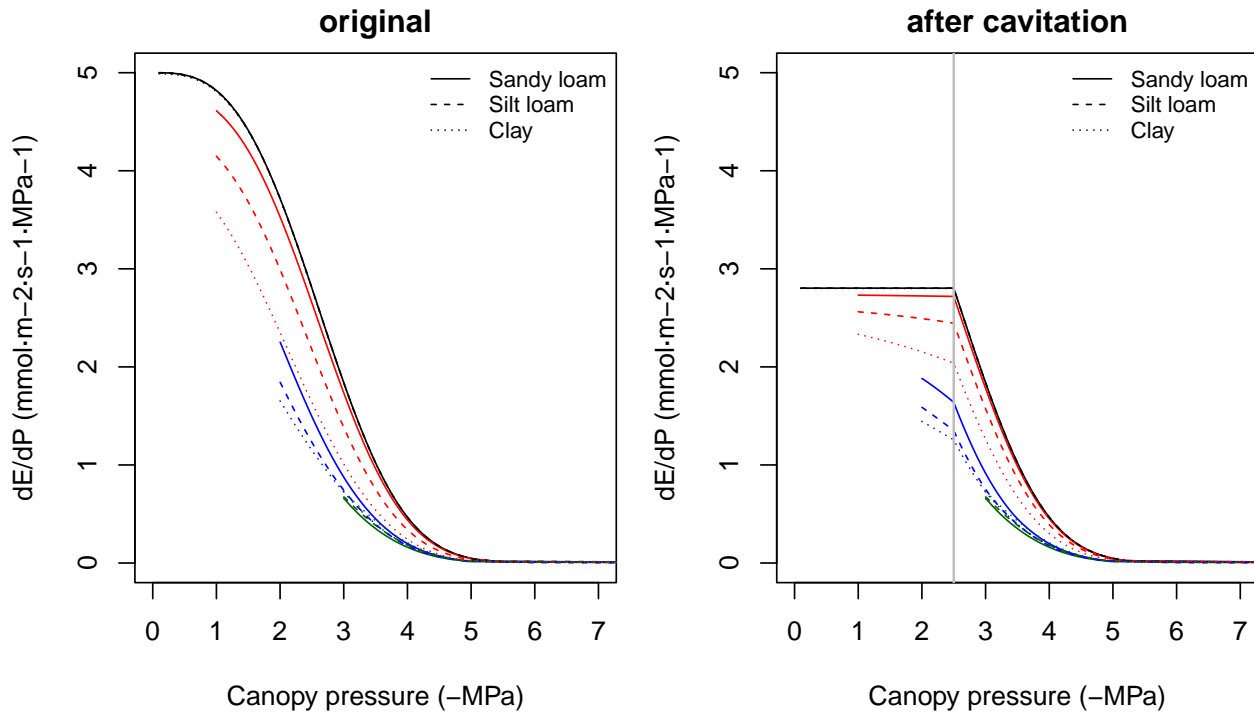 original
5
4
3
2
1
0
dE/dP (mmol·m−2·s−1·MPa−1)
Sandy loam
Silt loam
Clay
0 1 2 3 4 5 6 7
Canopy pressure (−MPa)
after cavitation
5
4
3
2
1
0
dE/dP (mmol·m−2·s−1·MPa−1)
Sandy loam
Silt loam
Clay
0 1 2 3 4 5 6 7
Canopy pressure (−MPa)